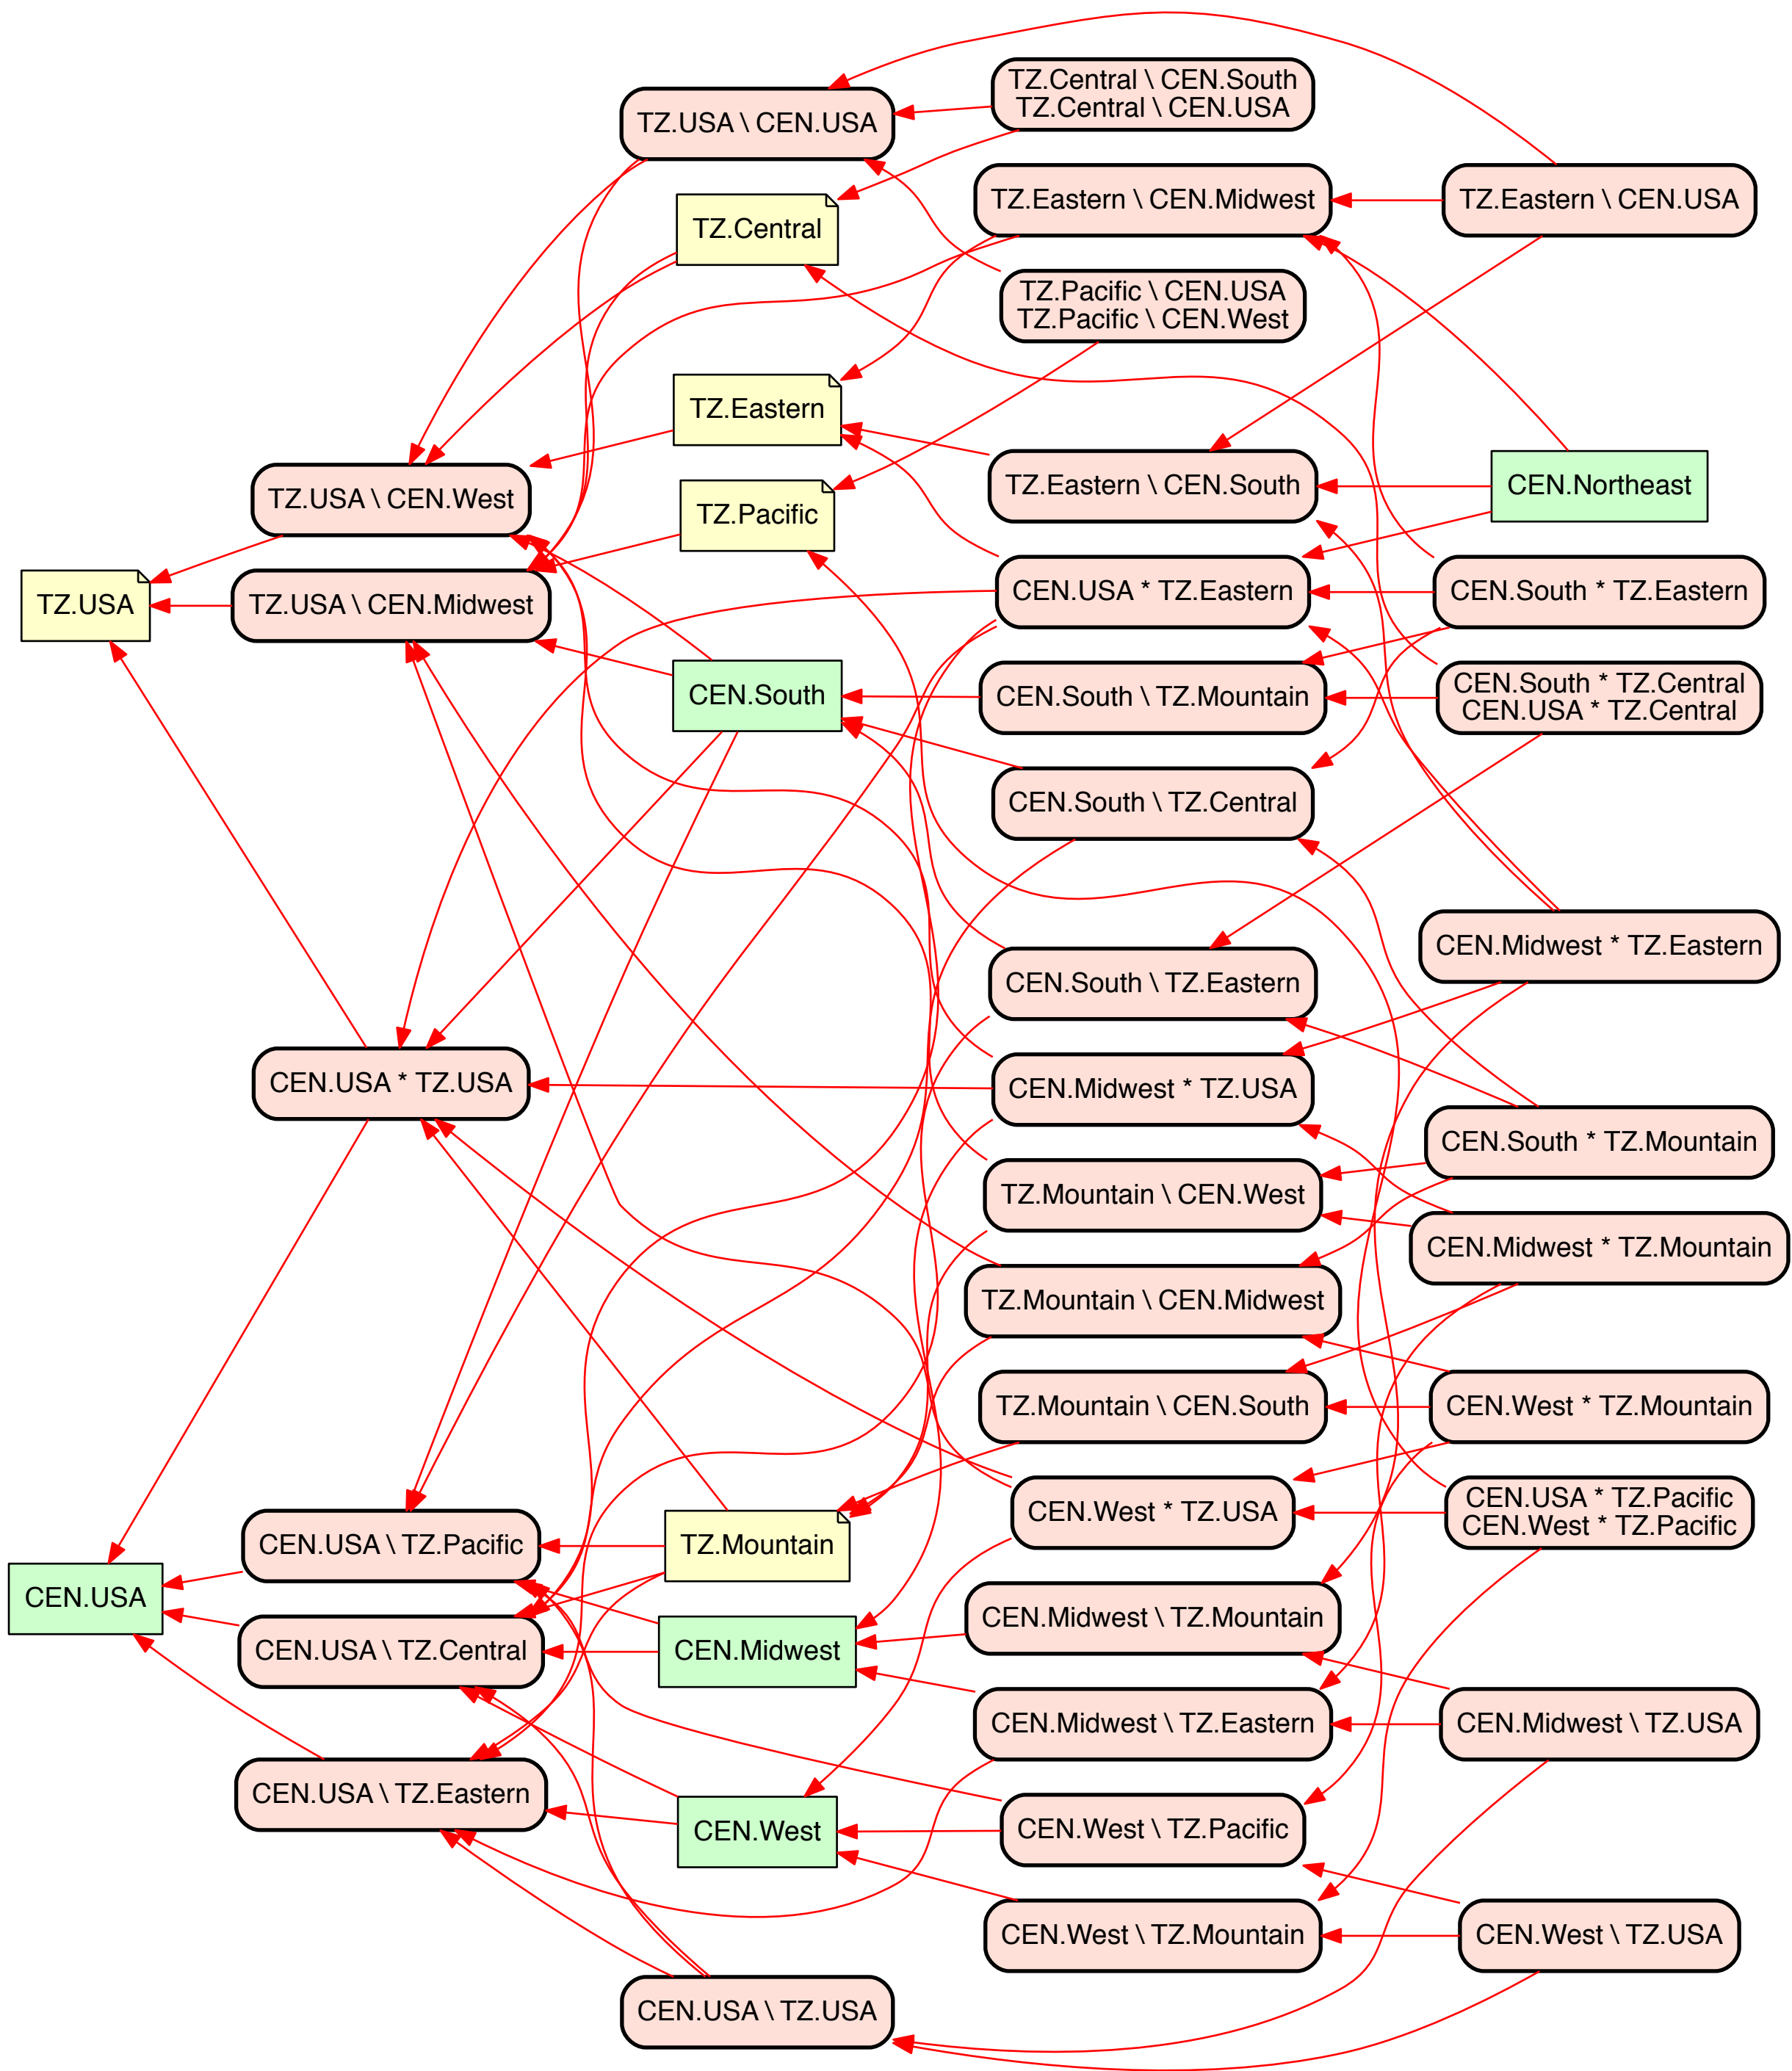 TZ.USA
CEN.USA
TZ.USA \ CEN.West
TZ.USA \ CEN.Midwest
CEN.USA * TZ.USA
CEN.USA \ TZ.Pacific
CEN.USA \ TZ.Central
CEN.USA \ TZ.Eastern
TZ.USA \ CEN.USA
TZ.Central
TZ.Eastern
TZ.Pacific
CEN.South
TZ.Mountain
CEN.Midwest
CEN.West
CEN.USA \ TZ.USA
TZ.Central \ CEN.South
TZ.Central \ CEN.USA
TZ.Eastern \ CEN.Midwest
TZ.Pacific \ CEN.USA
TZ.Pacific \ CEN.West
TZ.Eastern \ CEN.South
CEN.USA * TZ.Eastern
CEN.South \ TZ.Mountain
CEN.South \ TZ.Central
CEN.South \ TZ.Eastern
CEN.Midwest * TZ.USA
TZ.Mountain \ CEN.West
TZ.Mountain \ CEN.Midwest
TZ.Mountain \ CEN.South
CEN.West * TZ.USA
CEN.Midwest \ TZ.Mountain
CEN.Midwest \ TZ.Eastern
CEN.West \ TZ.Pacific
CEN.West \ TZ.Mountain
TZ.Eastern \ CEN.USA
CEN.Northeast
CEN.South * TZ.Eastern
CEN.South * TZ.Central
CEN.USA * TZ.Central
CEN.Midwest * TZ.Eastern
CEN.South * TZ.Mountain
CEN.Midwest * TZ.Mountain
CEN.West * TZ.Mountain
CEN.USA * TZ.Pacific
CEN.West * TZ.Pacific
CEN.Midwest \ TZ.USA
CEN.West \ TZ.USA